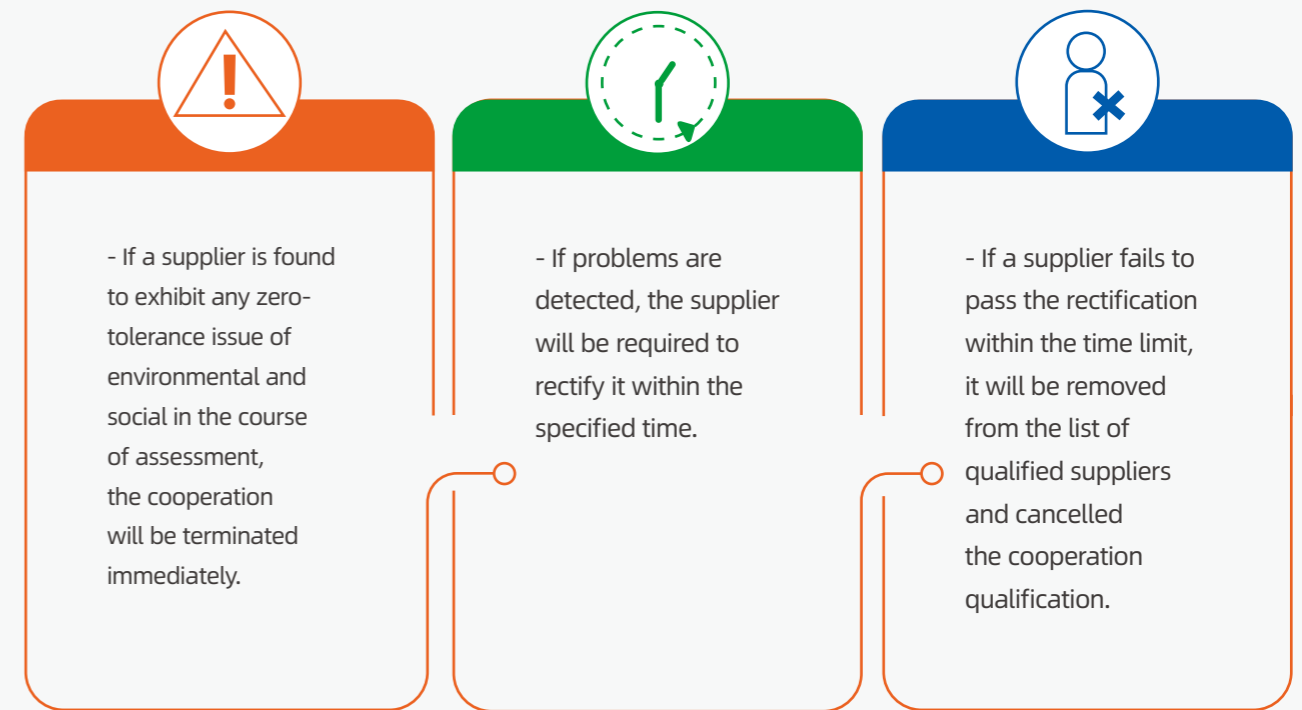 - If a supplier is found
to exhibit any zero-
tolerance issue of
environmental and
social in the course
of assessment,
the cooperation
will be terminated
immediately.
- If problems are
detected, the supplier
will be required to
rectify it within the
specified time.
- If a supplier fails to
pass the rectification
within the time limit,
it will be removed
from the list of
qualified suppliers
and cancelled
the cooperation
qualification.